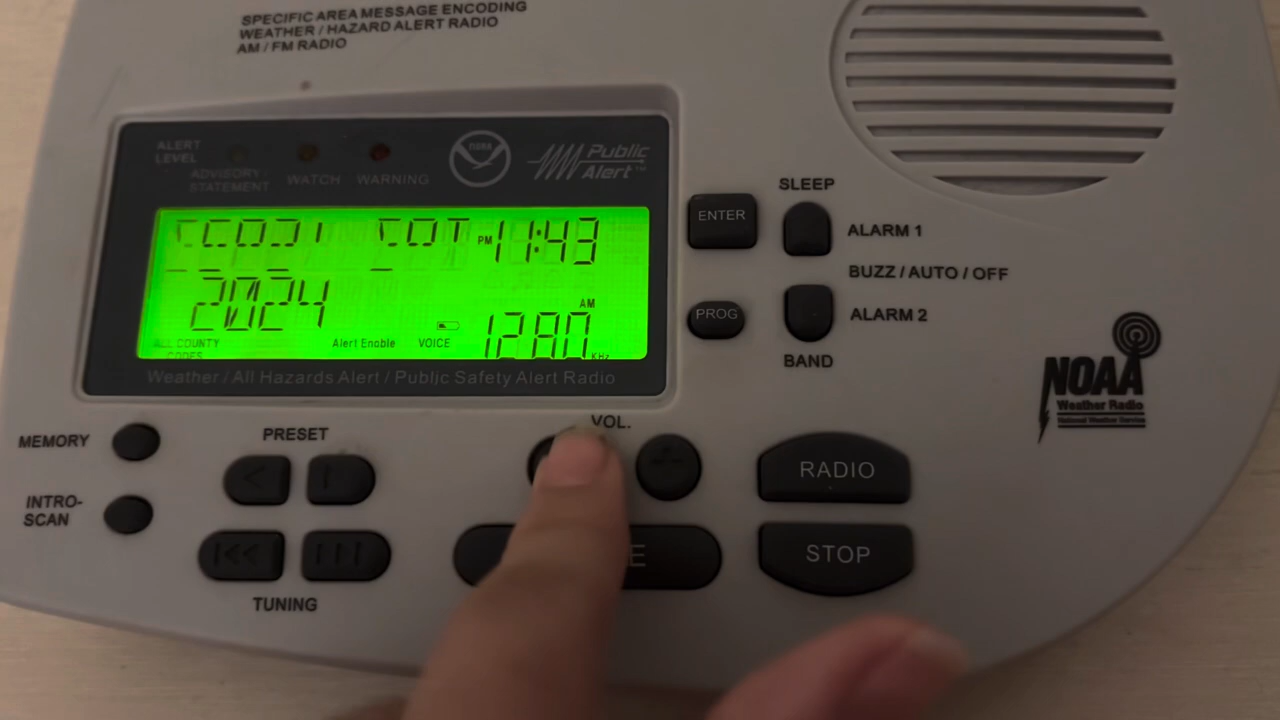 SPECIFIC AREA MESSAGE ENCODING
WEATHER / HAZARD ALERT RADIO
AM / FM RADIO
ALERT
LEVEL
ADVISORY
STATEMENT
WATCH
WARNING
Public
Alert™
PM 11:43
2024
AM
1280
KHz
ALL COUNTY
CODES
Alert Enable
VOICE
Weather / All Hazards Alert / Public Safety Alert Radio
ENTER
PROG
SLEEP
ALARM 1
BUZZ / AUTO / OFF
ALARM 2
BAND
NOAA
Weather Radio
National Weather Service
MEMORY
PRESET
INTRO-
SCAN
TUNING
VOL.
RADIO
STOP